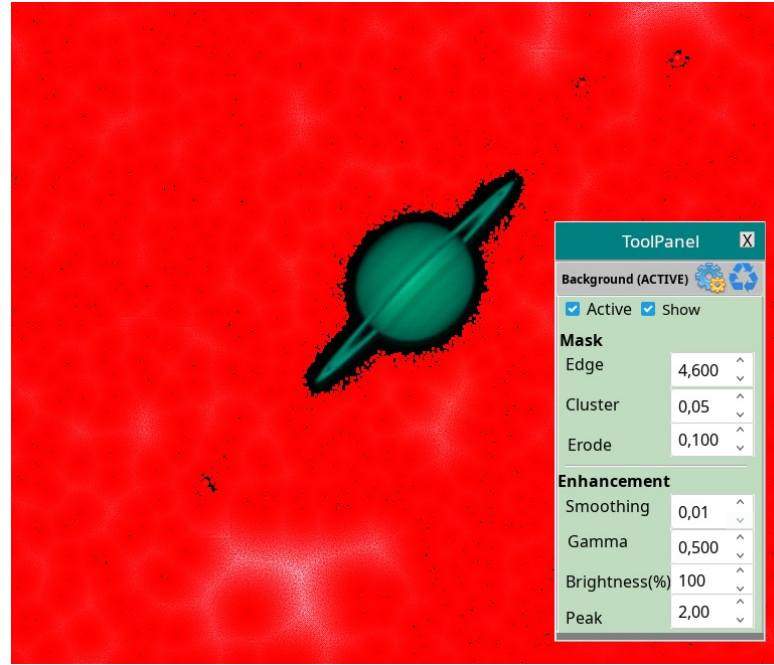 ToolPanel X
Background (ACTIVE)
Active Show
Mask
Edge 4,600
Cluster 0,05
Erode 0,100
Enhancement
Smoothing 0,01
Gamma 0,500
Brightness(%) 100
Peak 2,00